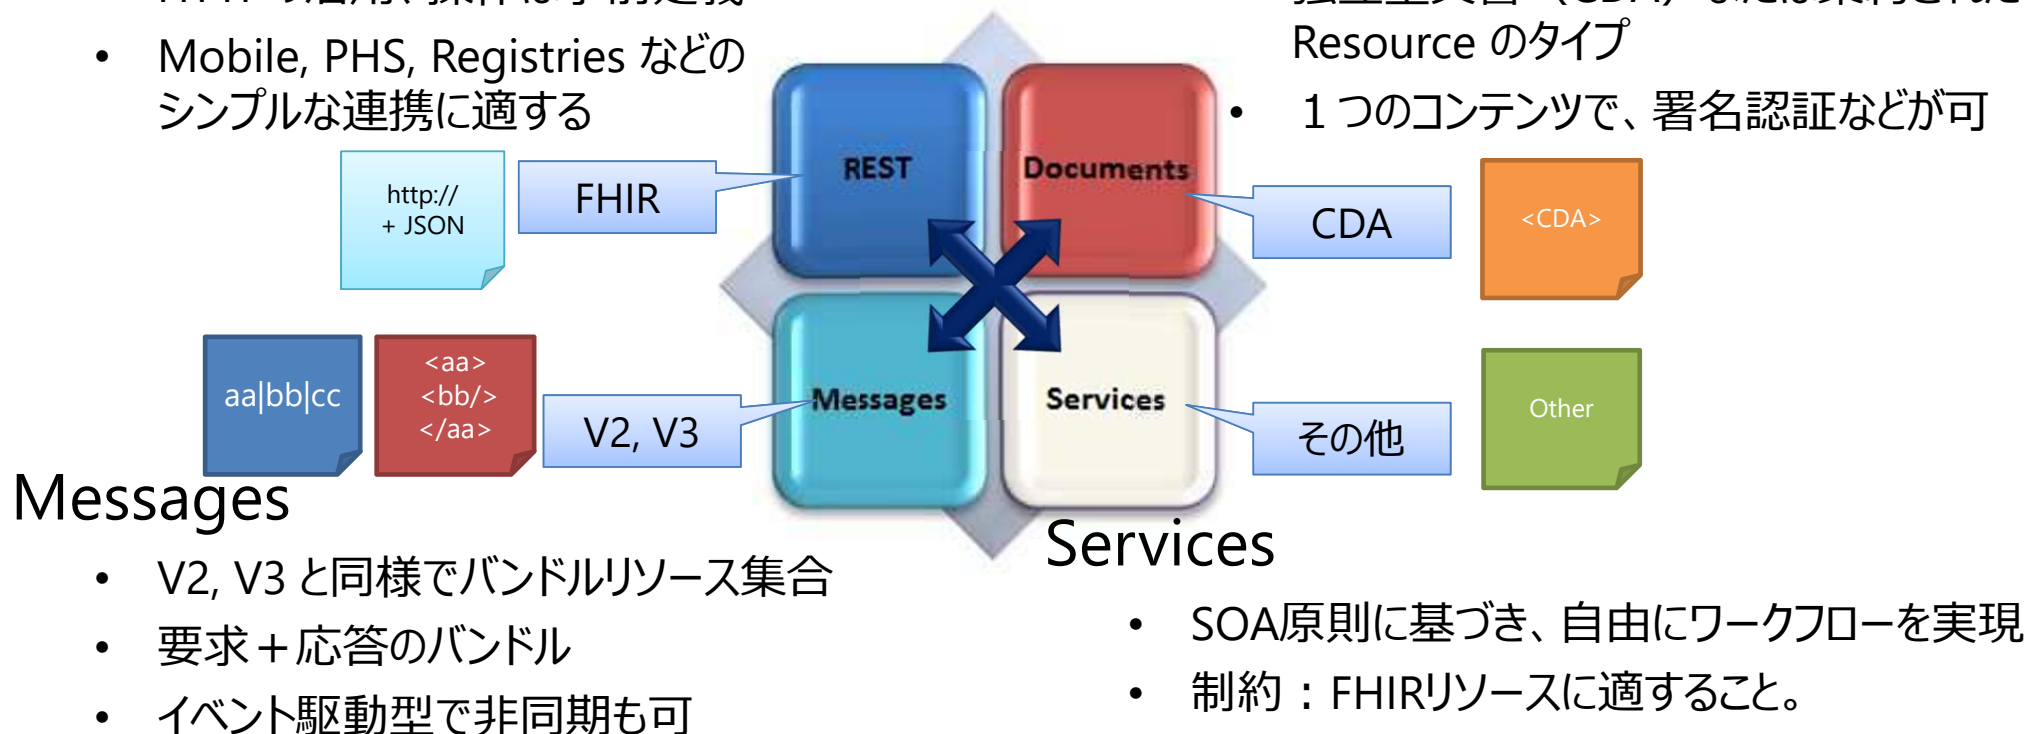 • Mobile, PHS, Registries などの
シンプルな連携に適する
Resource のタイプ
• １つのコンテンツで、署名認証などが可
http://
+ JSON
FHIR
REST
Documents
CDA
<CDA>
aa|bb|cc
<aa>
<bb/>
</aa>
V2, V3
Messages
Services
その他
Other
Messages
• V2, V3 と同様でバンドルリソース集合
• 要求＋応答のバンドル
• イベント駆動型で非同期も可
Services
• SOA原則に基づき、自由にワークフローを実現
• 制約：FHIRリソースに適すること。